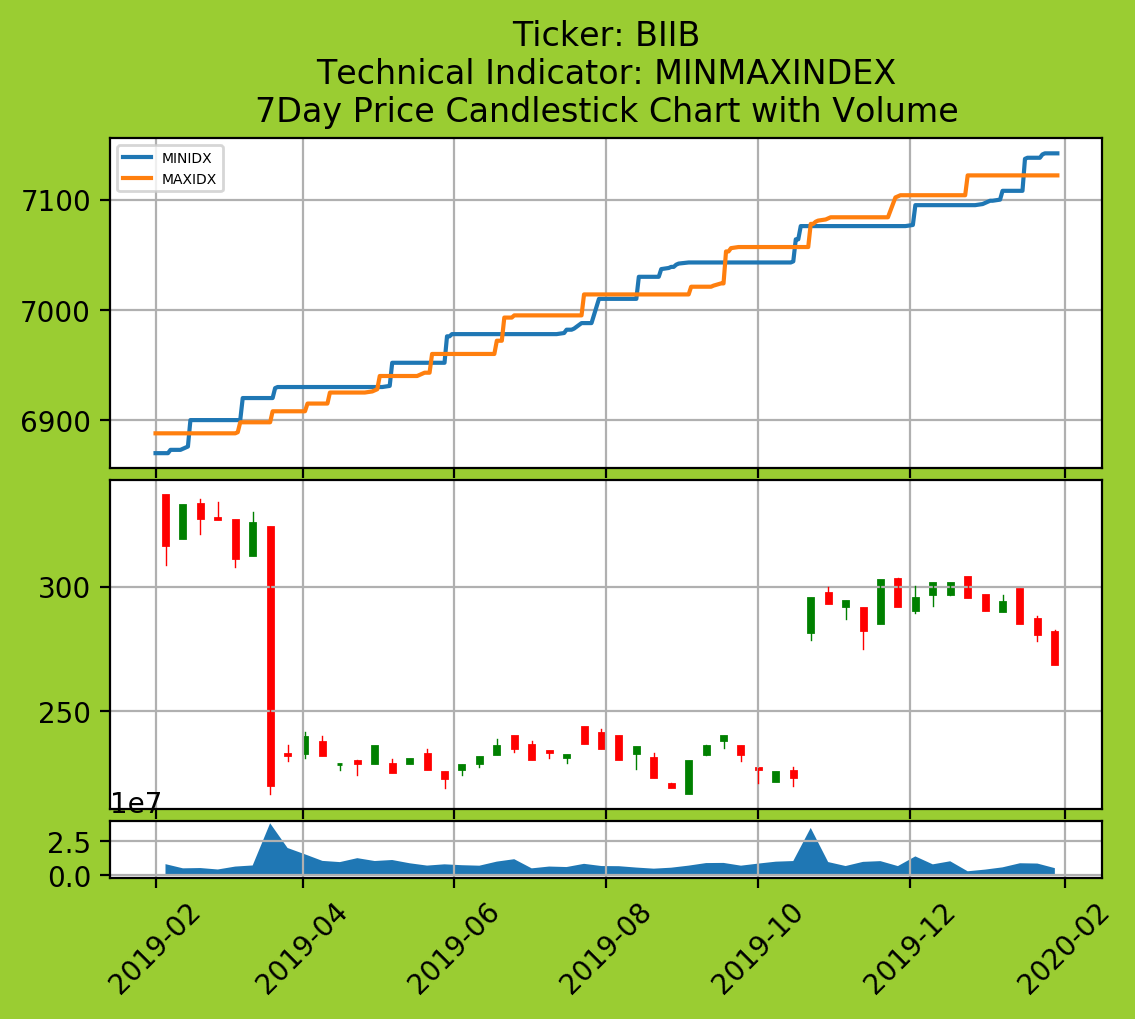 Ticker: BIIB
Technical Indicator: MINMAXINDEX
7Day Price Candlestick Chart with Volume
MINIDX
MAXIDX
7100
7000
6900
300
250
1e7
2.5
0.0
2019-02
2019-04
2019-06
2019-08
2019-10
2019-12
2020-02